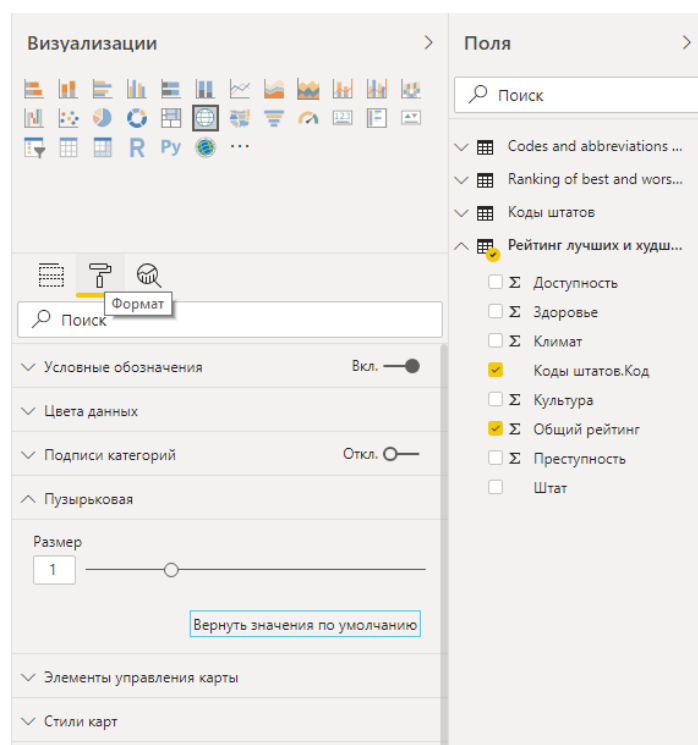 Визуализации
123
R Py ...
Формат
Поиск
Условные обозначения Вкл.
Цвета данных
Подписи категорий Откл.
Пузырьковая
Размер
1
Вернуть значения по умолчанию
Элементы управления карты
Стили карт
Поля
Поиск
Codes and abbreviations ...
Ranking of best and wors...
Коды штатов
Рейтинг лучших и худш...
Σ Доступность
Σ Здоровье
Σ Климат
Коды штатов.Код
Σ Культура
Σ Общий рейтинг
Σ Преступность
Штат